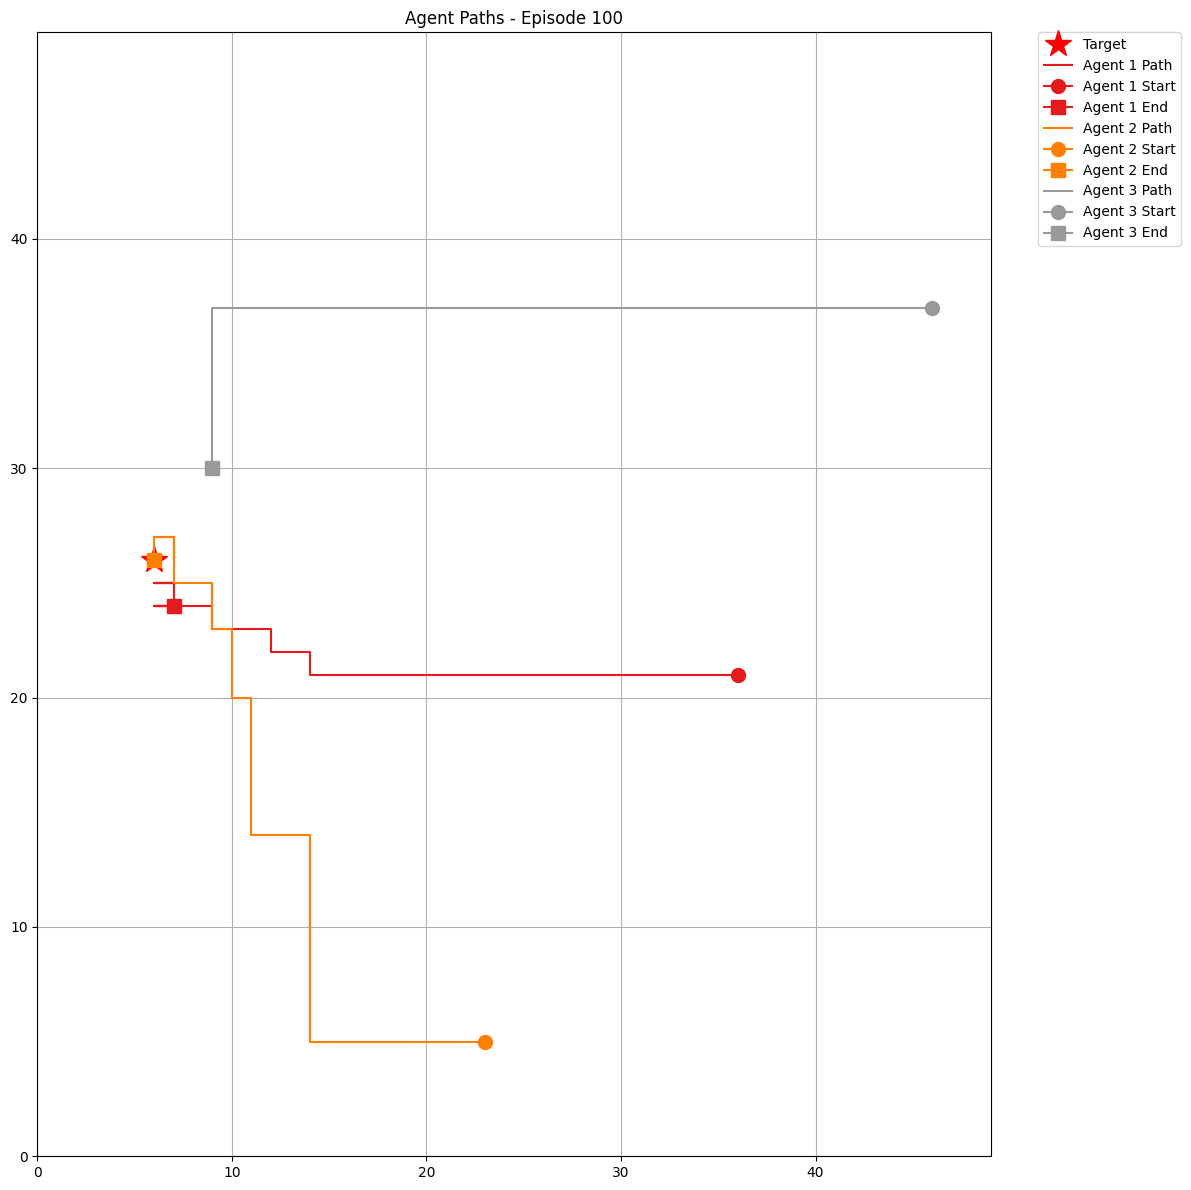 Agent Paths - Episode 100
Target
Agent 1 Path
Agent 1 Start
Agent 1 End
Agent 2 Path
Agent 2 Start
Agent 2 End
Agent 3 Path
Agent 3 Start
Agent 3 End
40
30
20
10
0
0 10 20 30 40